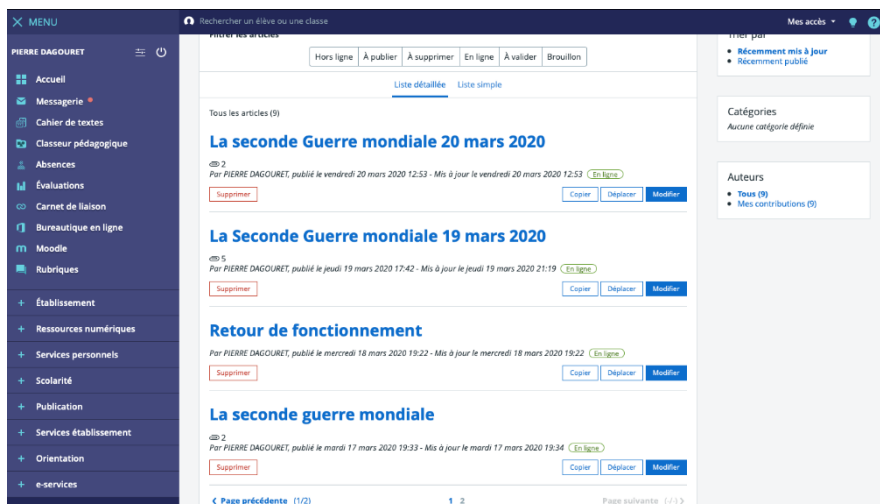 MENU
Rechercher un élève ou une classe
Mes accès
PIERRE DAGOURET
Accueil
Messagerie
Cahier de textes
Classeur pédagogique
Absences
Évaluations
Carnet de liaison
Bureautique en ligne
Moodle
Rubriques
+ Établissement
+ Ressources numériques
+ Services personnels
+ Scolarité
+ Publication
+ Services établissement
+ Orientation
+ e-services
Filtrer les articles
Hors ligne À publier À supprimer En ligne À valider Brouillon
Liste détaillée Liste simple
Tous les articles (9)
La seconde Guerre mondiale 20 mars 2020
2
Par PIERRE DAGOURET, publié le vendredi 20 mars 2020 12:53 - Mis à jour le vendredi 20 mars 2020 12:53 En ligne
Supprimer Copier Déplacer Modifier
La Seconde Guerre mondiale 19 mars 2020
5
Par PIERRE DAGOURET, publié le jeudi 19 mars 2020 17:42 - Mis à jour le jeudi 19 mars 2020 21:19 En ligne
Supprimer Copier Déplacer Modifier
Retour de fonctionnement
Par PIERRE DAGOURET, publié le mercredi 18 mars 2020 19:22 - Mis à jour le mercredi 18 mars 2020 19:22 En ligne
Supprimer Copier Déplacer Modifier
La seconde guerre mondiale
2
Par PIERRE DAGOURET, publié le mardi 17 mars 2020 19:33 - Mis à jour le mardi 17 mars 2020 19:34 En ligne
Supprimer Copier Déplacer Modifier
< Page précédente (1/2) 1 2 Page suivante (-/-) >
Trier par
Récemment mis à jour
Récemment publié
Catégories
Aucune catégorie définie
Auteurs
Tous (9)
Mes contributions (9)